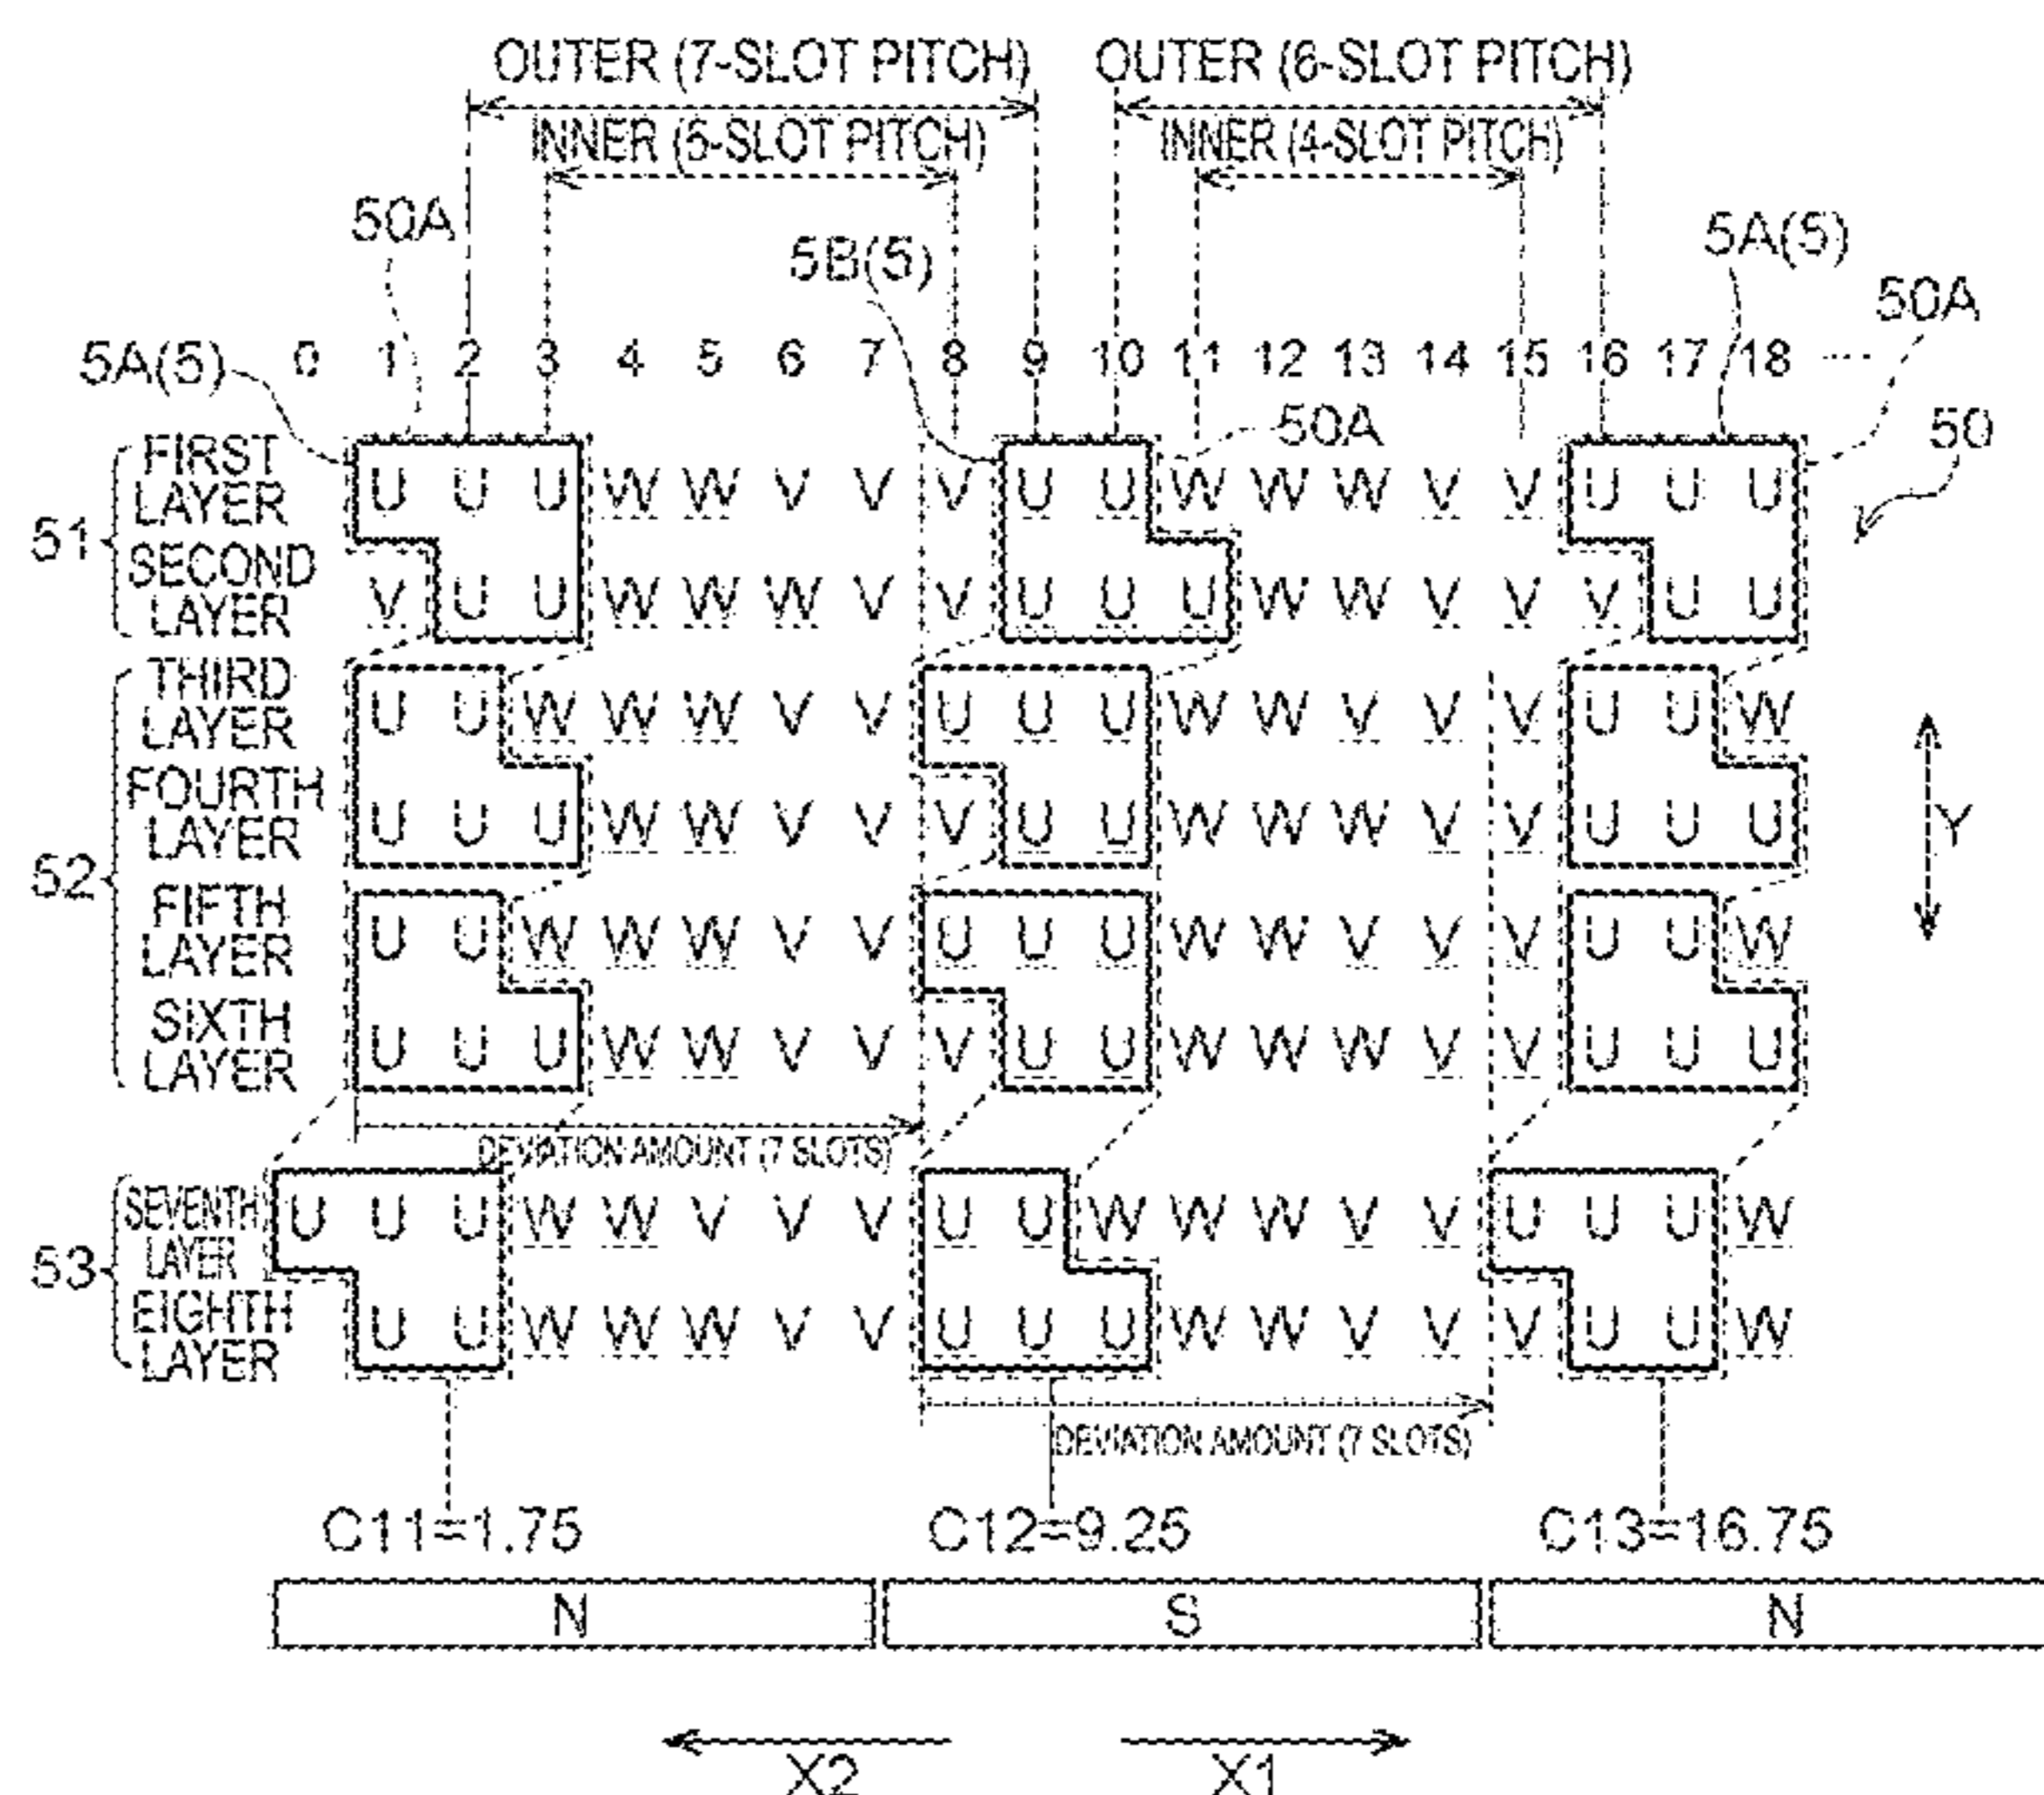 OUTER (7-SLOT PITCH) OUTER (6-SLOT PITCH)
INNER (5-SLOT PITCH) INNER (4-SLOT PITCH)
50A 5B(5) 5A(5) 50A
5A(5) 0 1 2 3 4 5 6 7 8 9 10 11 12 13 14 15 16 17 18 ....
50A 50
51
FIRST LAYER U U U W W V V V U U W W W V V U U U
SECOND LAYER V U U W W W V V U U U W W V V V U U
52
THIRD LAYER U U W W W V V U U U W W V V V U U W
FOURTH LAYER U U U W W V V V U U W W W V V U U U
Y
FIFTH LAYER U U W W W V V U U U W W V V V U U W
SIXTH LAYER U U U W W V V V U U W W W V V U U U
DEVIATION AMOUNT (7 SLOTS)
53
SEVENTH LAYER U U U W W V V V U U W W W V V U U U W
EIGHTH LAYER U U W W W V V U U U W W V V V U U W
DEVIATION AMOUNT (7 SLOTS)
C11=1.75 C12=9.25 C13=16.75
N S N
X2 X1